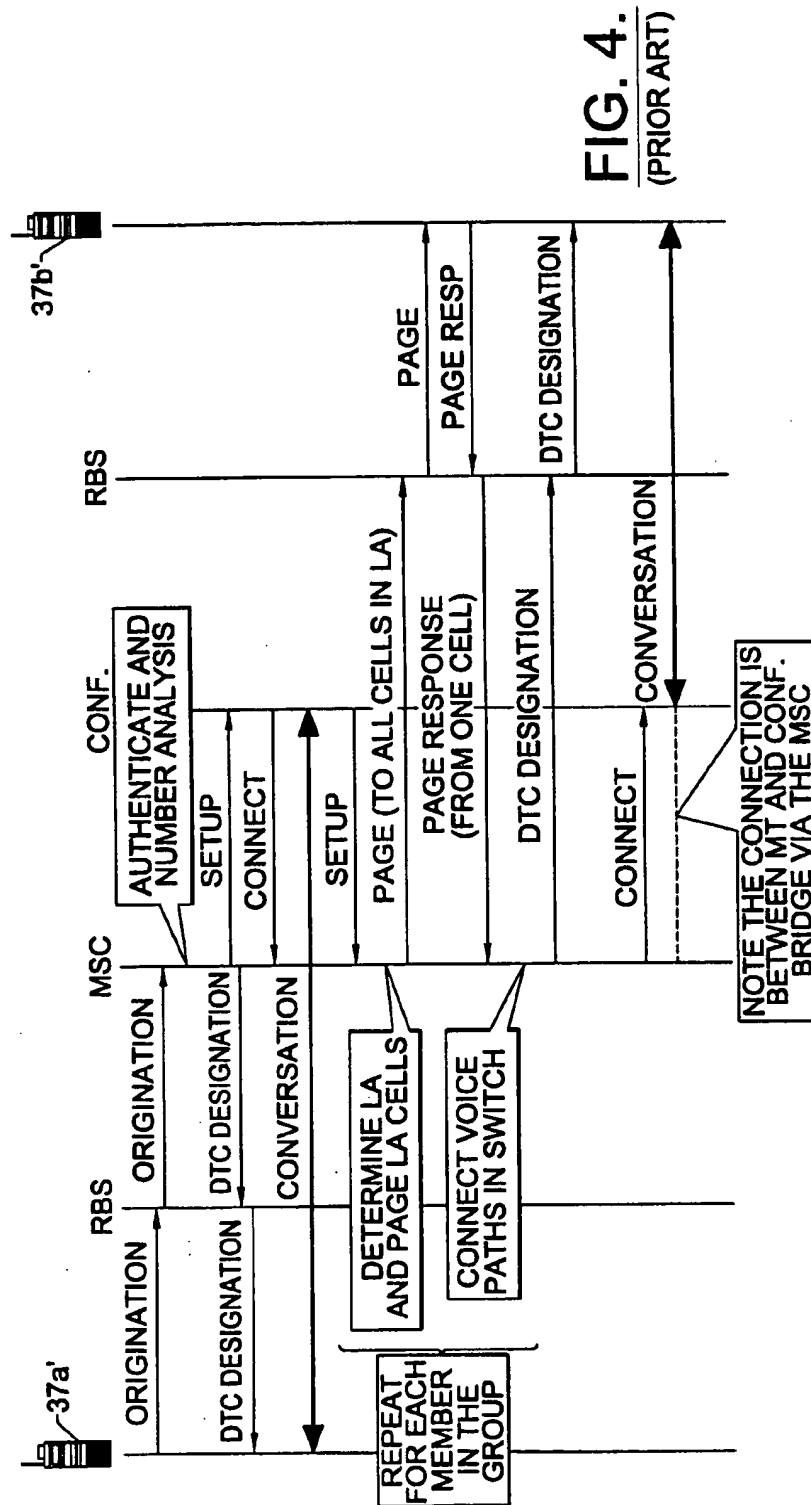 37a'
RBS
MSC
CONF.
RBS
37b'
ORIGINATION
ORIGINATION
AUTHENTICATE AND
NUMBER ANALYSIS
SETUP
DTC DESIGNATION
DTC DESIGNATION
CONNECT
CONVERSATION
SETUP
REPEAT
FOR EACH
MEMBER
IN THE
GROUP
DETERMINE LA
AND PAGE LA CELLS
PAGE (TO ALL CELLS IN LA)
PAGE
PAGE RESP
PAGE RESPONSE
(FROM ONE CELL)
CONNECT VOICE
PATHS IN SWITCH
DTC DESIGNATION
DTC DESIGNATION
CONNECT
CONVERSATION
NOTE THE CONNECTION IS
BETWEEN MT AND CONF.
BRIDGE VIA THE MSC
FIG. 4.
(PRIOR ART)